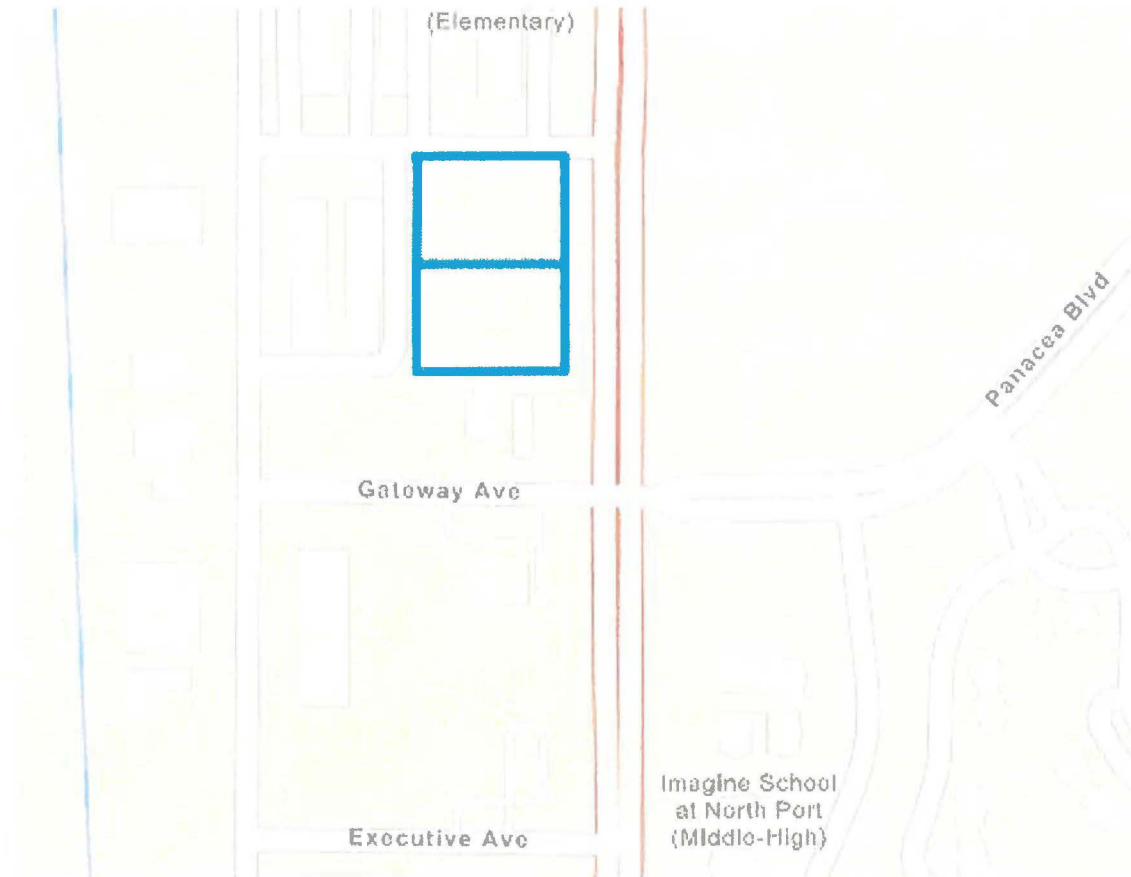 (Elementary)
Panacea Blvd
Gateway Ave
Imagine School
at North Port
(Middle-High)
Executive Ave